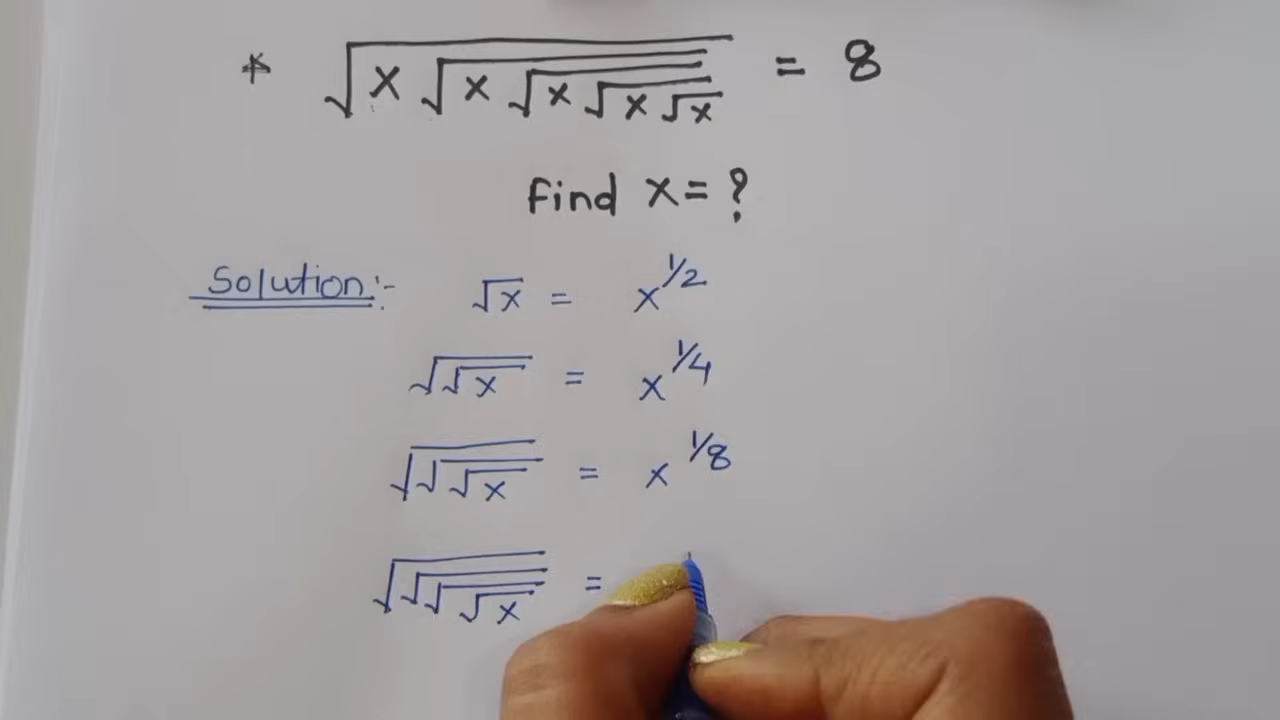 * √(x√(x√(x√(x√x)))) = 8
Find x = ?
Solution:-
√x = x^1/2
√√x = x^1/4
√√√x = x^1/8
√√√√x =